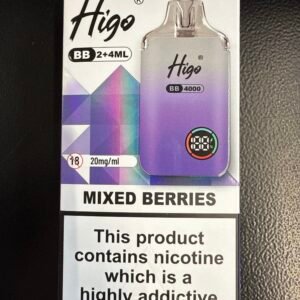 Higo®
BB 2+4ML
Higo®
BB 4000
18 20mg/ml
MIXED BERRIES
This product
contains nicotine
which is a
highly addictive